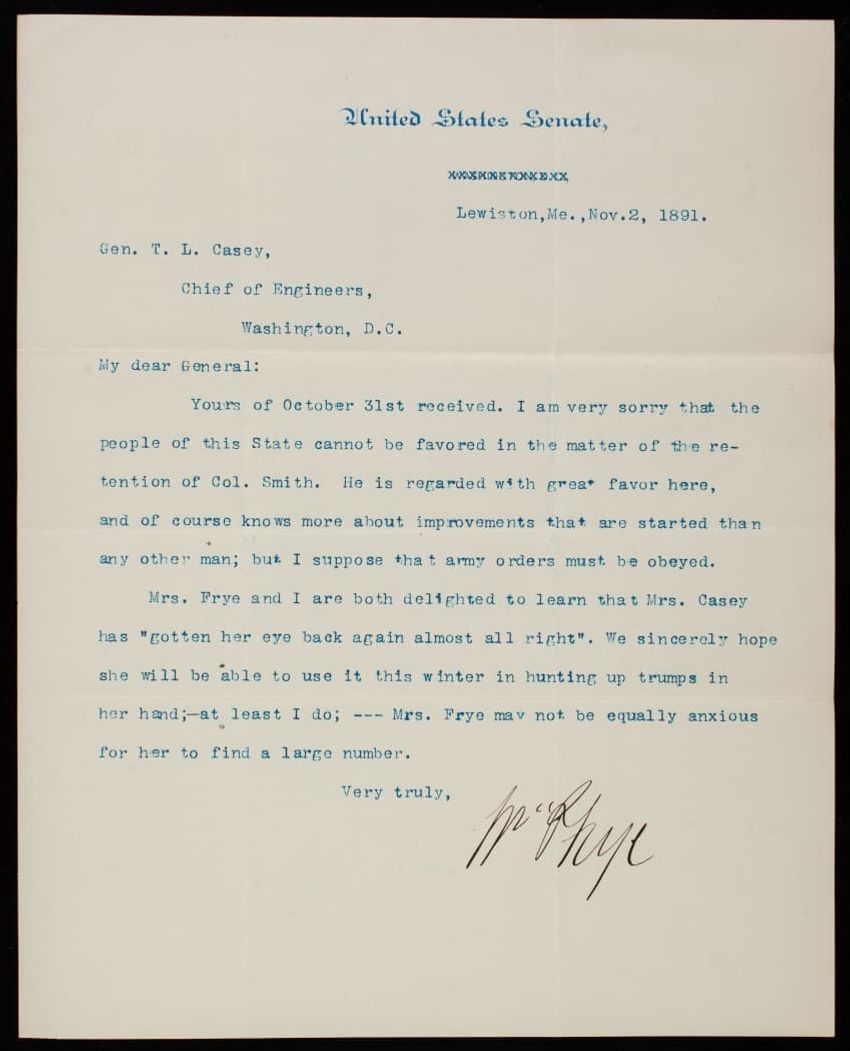 United States Senate,
Lewiston,Me.,Nov.2, 1891.
Gen. T. L. Casey,
Chief of Engineers,
Washington, D.C.
My dear General:
Yours of October 31st received. I am very sorry that the
people of this State cannot be favored in the matter of the re-
tention of Col. Smith. He is regarded with great favor here,
and of course knows more about improvements that are started than
any other man; but I suppose that army orders must be obeyed.
Mrs. Frye and I are both delighted to learn that Mrs. Casey
has "gotten her eye back again almost all right". We sincerely hope
she will be able to use it this winter in hunting up trumps in
her hand;—at least I do; --- Mrs. Frye may not be equally anxious
for her to find a large number.
Very truly,
Wm P Frye